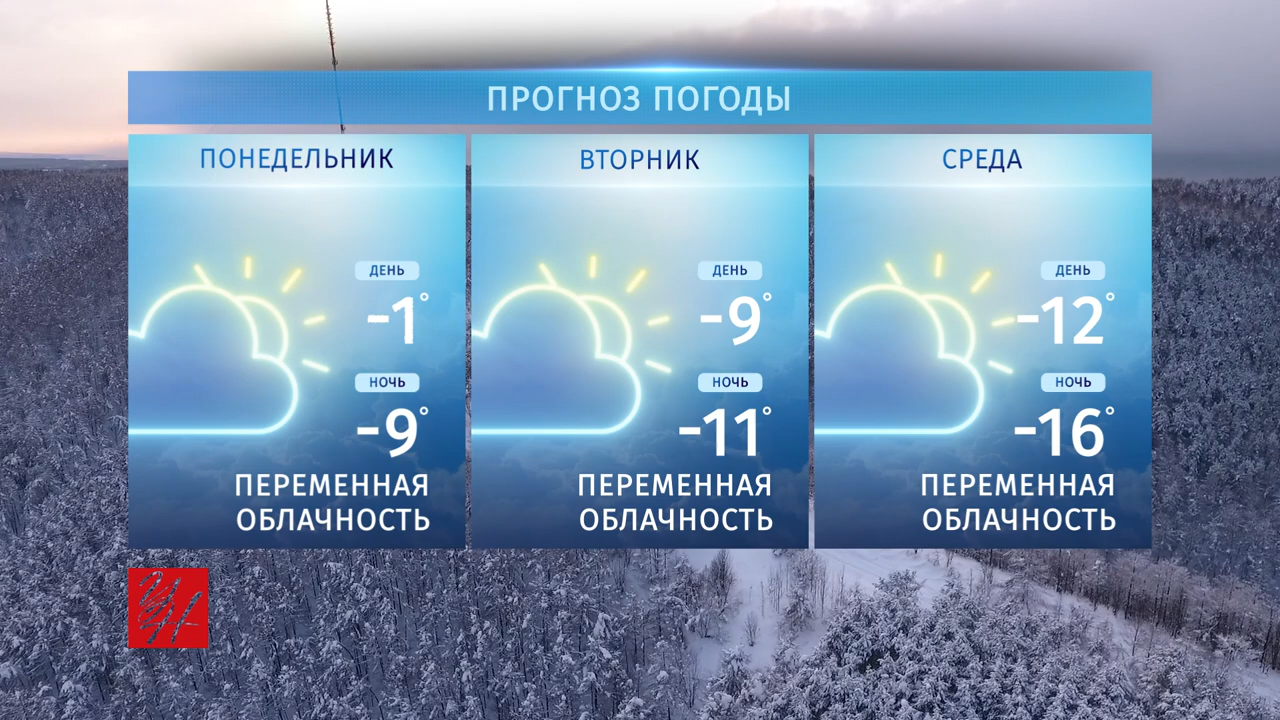 ПРОГНОЗ ПОГОДЫ
ПОНЕДЕЛЬНИК
ДЕНЬ
-1°
НОЧЬ
-9°
ПЕРЕМЕННАЯ
ОБЛАЧНОСТЬ
ВТОРНИК
ДЕНЬ
-9°
НОЧЬ
-11°
ПЕРЕМЕННАЯ
ОБЛАЧНОСТЬ
СРЕДА
ДЕНЬ
-12°
НОЧЬ
-16°
ПЕРЕМЕННАЯ
ОБЛАЧНОСТЬ